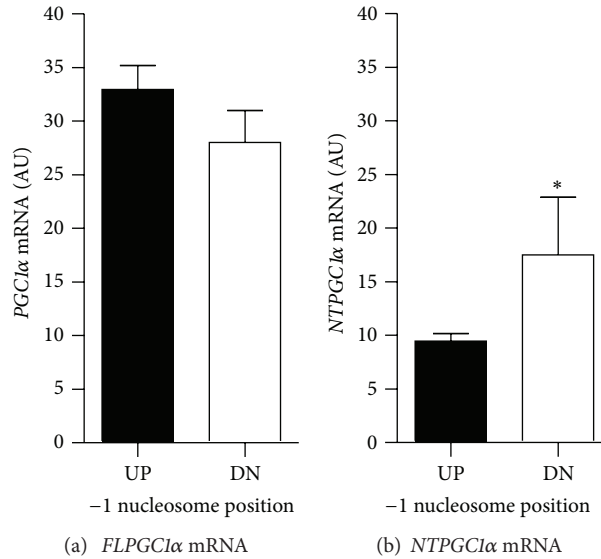 PGC1α mRNA (AU)
40
35
30
25
20
15
10
5
0
UP
DN
−1 nucleosome position
(a) FLPGC1α mRNA
NTPGC1α mRNA (AU)
40
35
30
25
20
15
10
5
0
*
UP
DN
−1 nucleosome position
(b) NTPGC1α mRNA